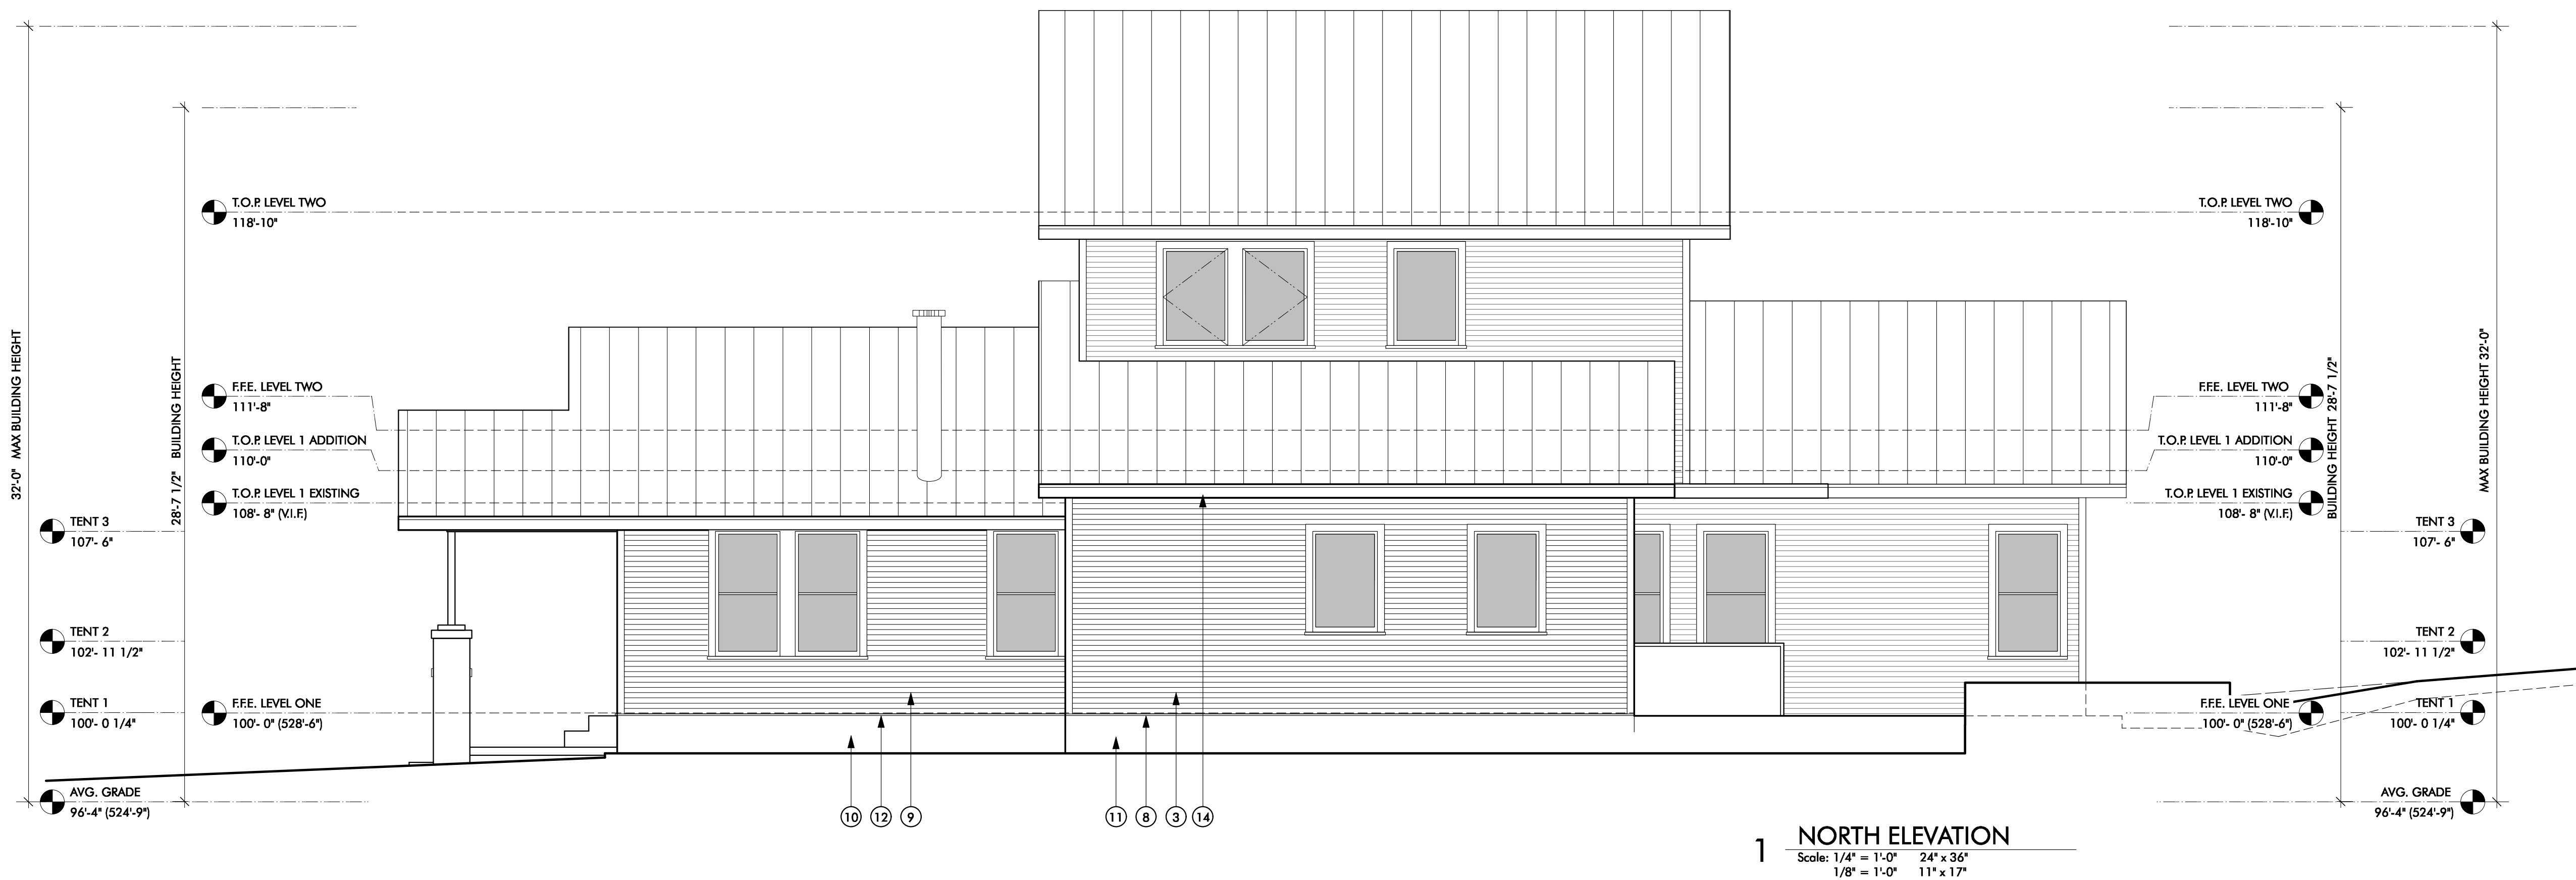 32'-0" MAX BUILDING HEIGHT
28'-7 1/2" BUILDING HEIGHT
T.O.P. LEVEL TWO
118'-10"
F.F.E. LEVEL TWO
111'-8"
T.O.P. LEVEL 1 ADDITION
110'-0"
T.O.P. LEVEL 1 EXISTING
108'- 8" (V.I.F.)
TENT 3
107'- 6"
TENT 2
102'- 11 1/2"
TENT 1
100'- 0 1/4"
F.F.E. LEVEL ONE
100'- 0" (528'-6")
AVG. GRADE
96'-4" (524'-9")
10
12
9
11
8
3
14
T.O.P. LEVEL TWO
118'-10"
F.F.E. LEVEL TWO
111'-8"
T.O.P. LEVEL 1 ADDITION
110'-0"
T.O.P. LEVEL 1 EXISTING
108'- 8" (V.I.F.)
BUILDING HEIGHT 28'-7 1/2"
MAX BUILDING HEIGHT 32'-0"
TENT 3
107'- 6"
TENT 2
102'- 11 1/2"
F.F.E. LEVEL ONE
100'- 0" (528'-6")
TENT 1
100'- 0 1/4"
AVG. GRADE
96'-4" (524'-9")
1 NORTH ELEVATION
Scale: 1/4" = 1'-0" 24" x 36"
1/8" = 1'-0" 11" x 17"